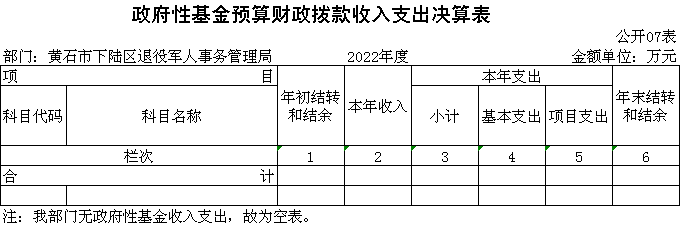 政府性基金预算财政拨款收入支出决算表
公开07表
部门：黄石市下陆区退役军人事务管理局 2022年度 金额单位：万元
项 目 年初结转和结余 本年收入 本年支出 年末结转和结余
科目代码 科目名称 小计 基本支出 项目支出
栏次 1 2 3 4 5 6
合 计
注：我部门无政府性基金收入支出，故为空表。